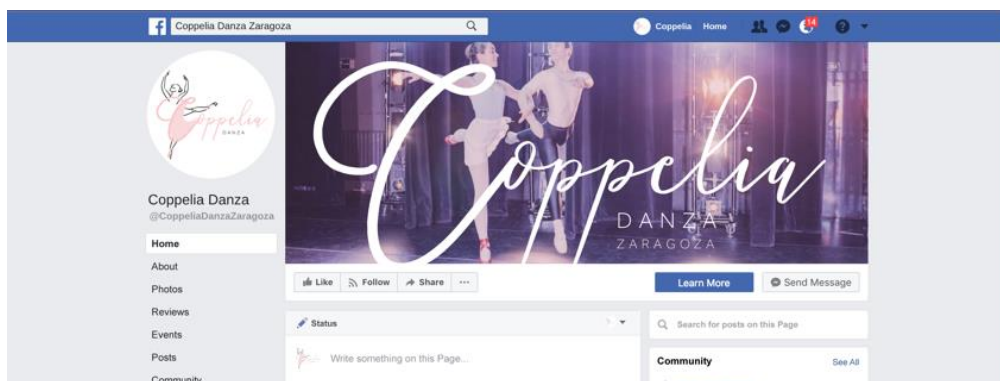 Coppelia Danza Zaragoza
Coppelia Home 14
Coppelia
DANZA
Coppelia
DANZA
ZARAGOZA
Coppelia Danza
@CoppeliaDanzaZaragoza
Home
About
Photos
Reviews
Events
Posts
Community
Like Follow Share ...
Learn More Send Message
Status
Write something on this Page...
Search for posts on this Page
Community See All